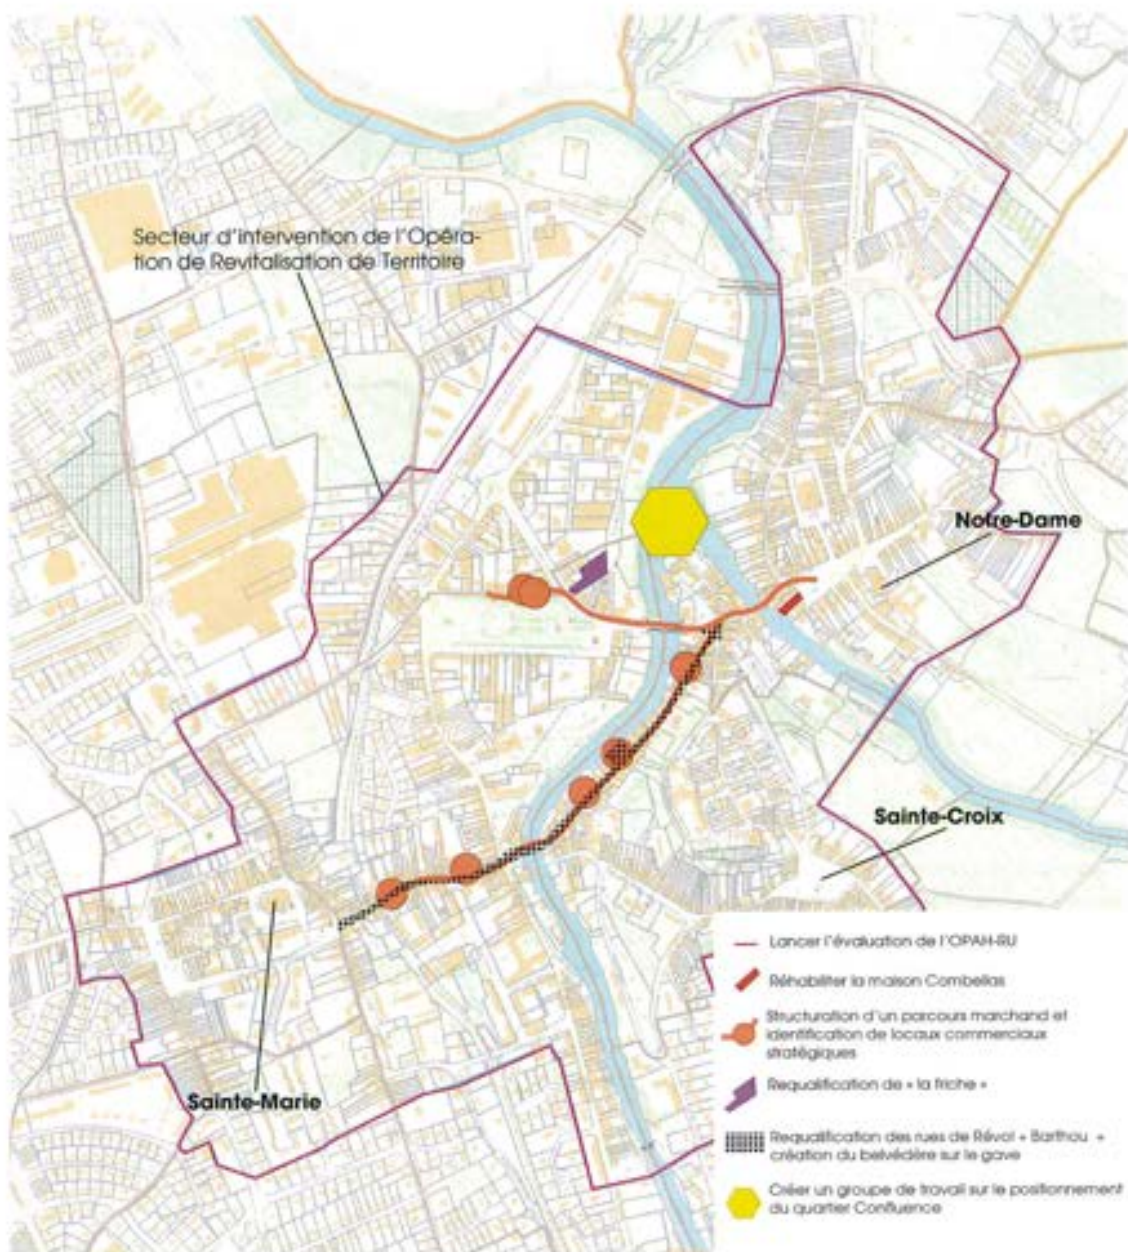 Secteur d'intervention de l'Opéra-
tion de Revitalisation de Territoire
Notre-Dame
Sainte-Croix
Sainte-Marie
Lancer l'évaluation de l'OPAH-RU
Réhabiliter la maison Combellas
Structuration d'un parcours marchand et
identification de locaux commerciaux
stratégiques
Requalification de « la friche »
Requalification des rues de Révol + Barthou +
création du belvédère sur le gave
Créer un groupe de travail sur le positionnement
du quartier Confluence